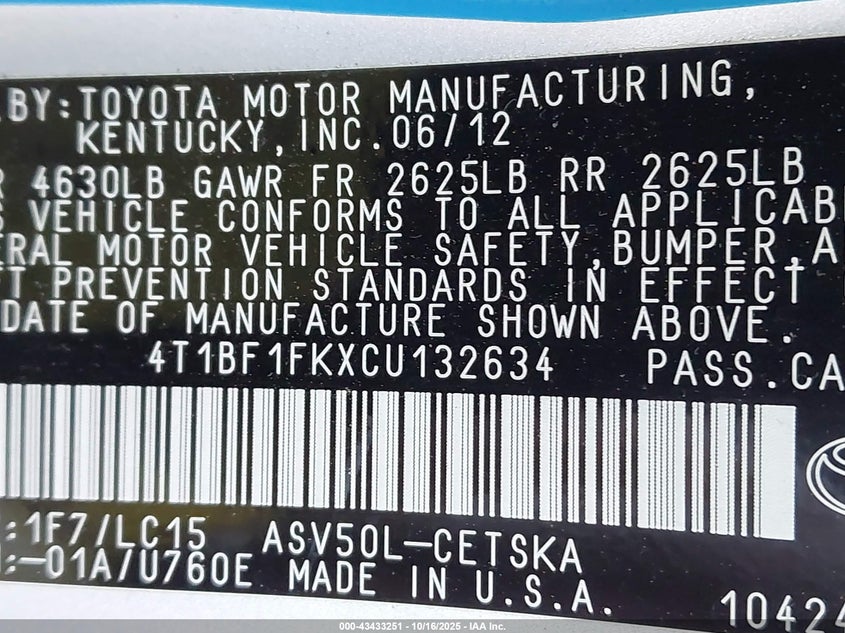 BY:TOYOTA MOTOR MANUFACTURING,
KENTUCKY,INC.06/12
R 4630LB GAWR FR 2625LB RR 2625LB
S VEHICLE CONFORMS TO ALL APPLICAB
ERAL MOTOR VEHICLE SAFETY,BUMPER,A
T PREVENTION STANDARDS IN EFFECT
DATE OF MANUFACTURE SHOWN ABOVE.
4T1BF1FKXCU132634 PASS.CA
:1F7/LC15 ASV50L-CETSKA
:-01A/U760E MADE IN U.S.A.
10424
000-43433251 - 10/16/2025 - IAA Inc.